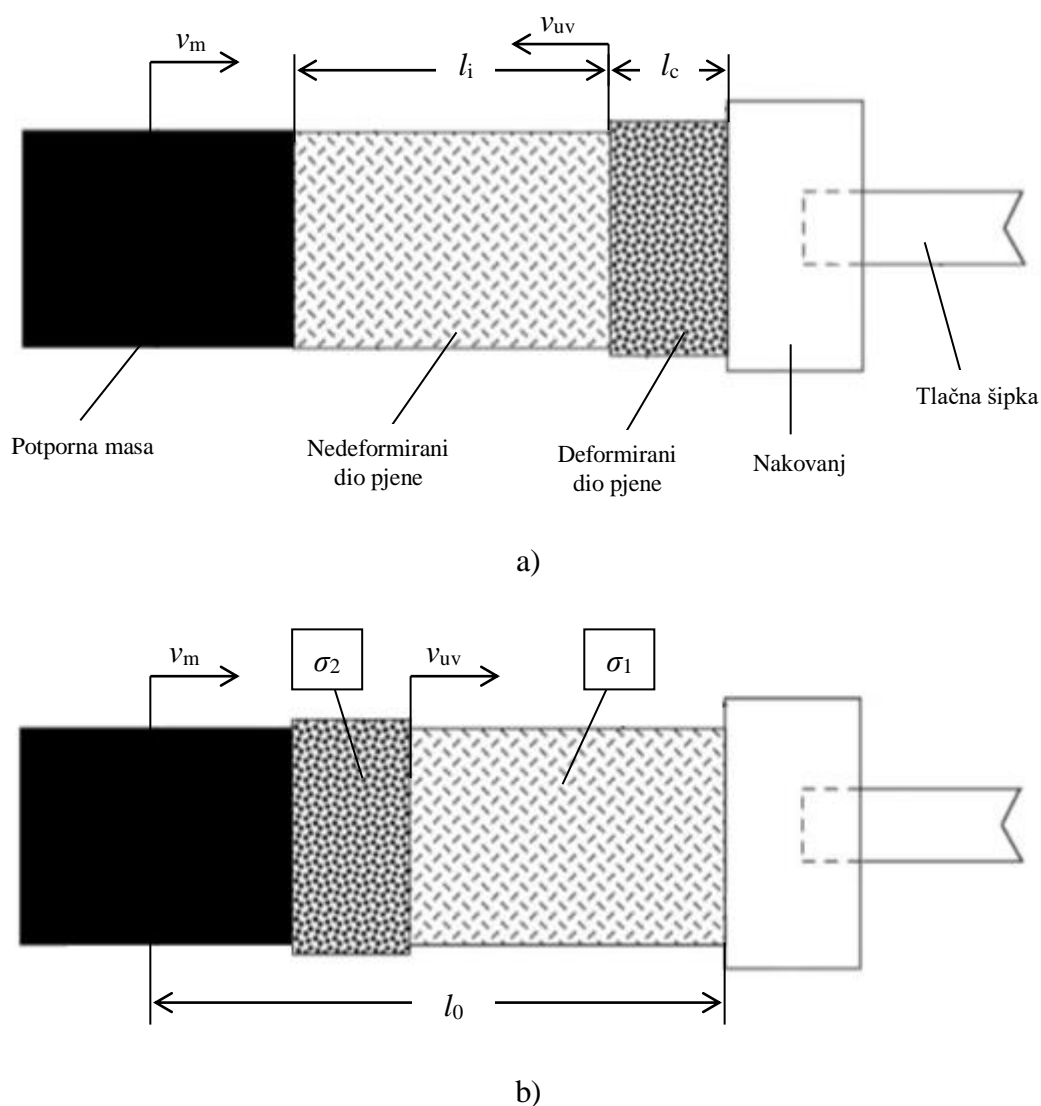 vm
vuv
li
lc
Potporna masa
Nedeformirani
dio pjene
Deformirani
dio pjene
Nakovanj
Tlačna šipka
a)
vm
σ2
vuv
σ1
l0
b)